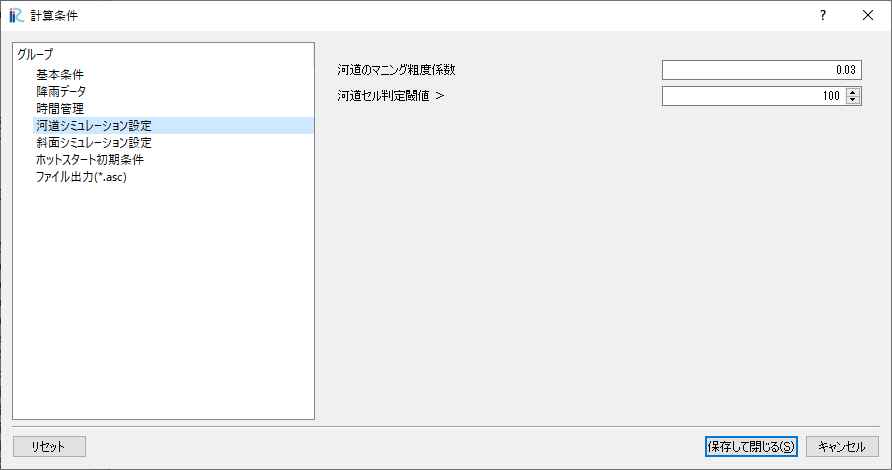 計算条件
?
グループ
基本条件
降雨データ
時間管理
河道シミュレーション設定
斜面シミュレーション設定
ホットスタート初期条件
ファイル出力(*.asc)
河道のマニング粗度係数 0.03
河道セル判定閾値 > 100
リセット 保存して閉じる(S) キャンセル